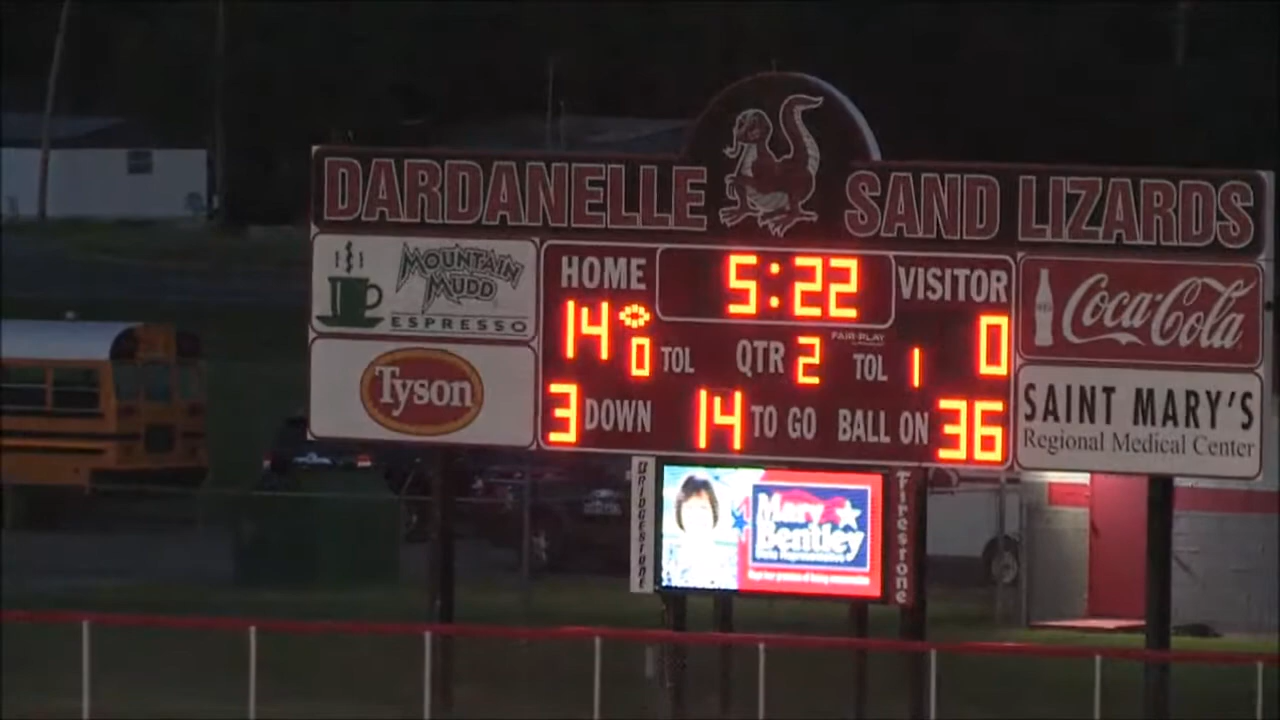 DARDANELLE SAND LIZARDS
MOUNTAIN
MUDD
ESPRESSO
Tyson
HOME 5:22 VISITOR
14 0
FAIR-PLAY
0 TOL QTR 2 TOL 1
3 DOWN 14 TO GO BALL ON 36
Coca-Cola
SAINT MARY'S
Regional Medical Center
BRIDGESTONE
Mary
Bentley
Firestone